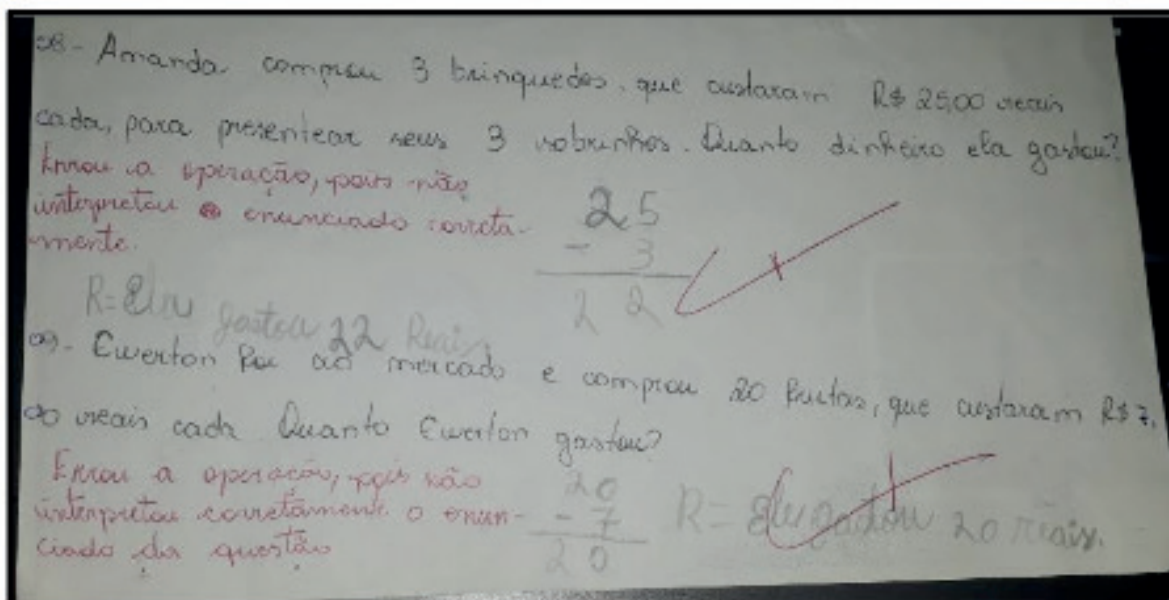 08- Amanda comprou 3 brinquedos, que custaram R$ 25,00 reais
cada, para presentear seus 3 sobrinhos. Quanto dinheiro ela gastou?
Errou a operação, pois não
interpretou o enunciado correta-
mente.
25
- 3
22
R= Elu gastou 22 Reais.
09- Ewerton foi ao mercado e comprou 20 frutas, que custaram R$ 7,
00 reais cada Quanto Ewerton gastou?
Errou a operação, pois não
interpretou corretamente o enun-
ciado da questão
20
- 7
20
R= Elu gastou 20 reais.